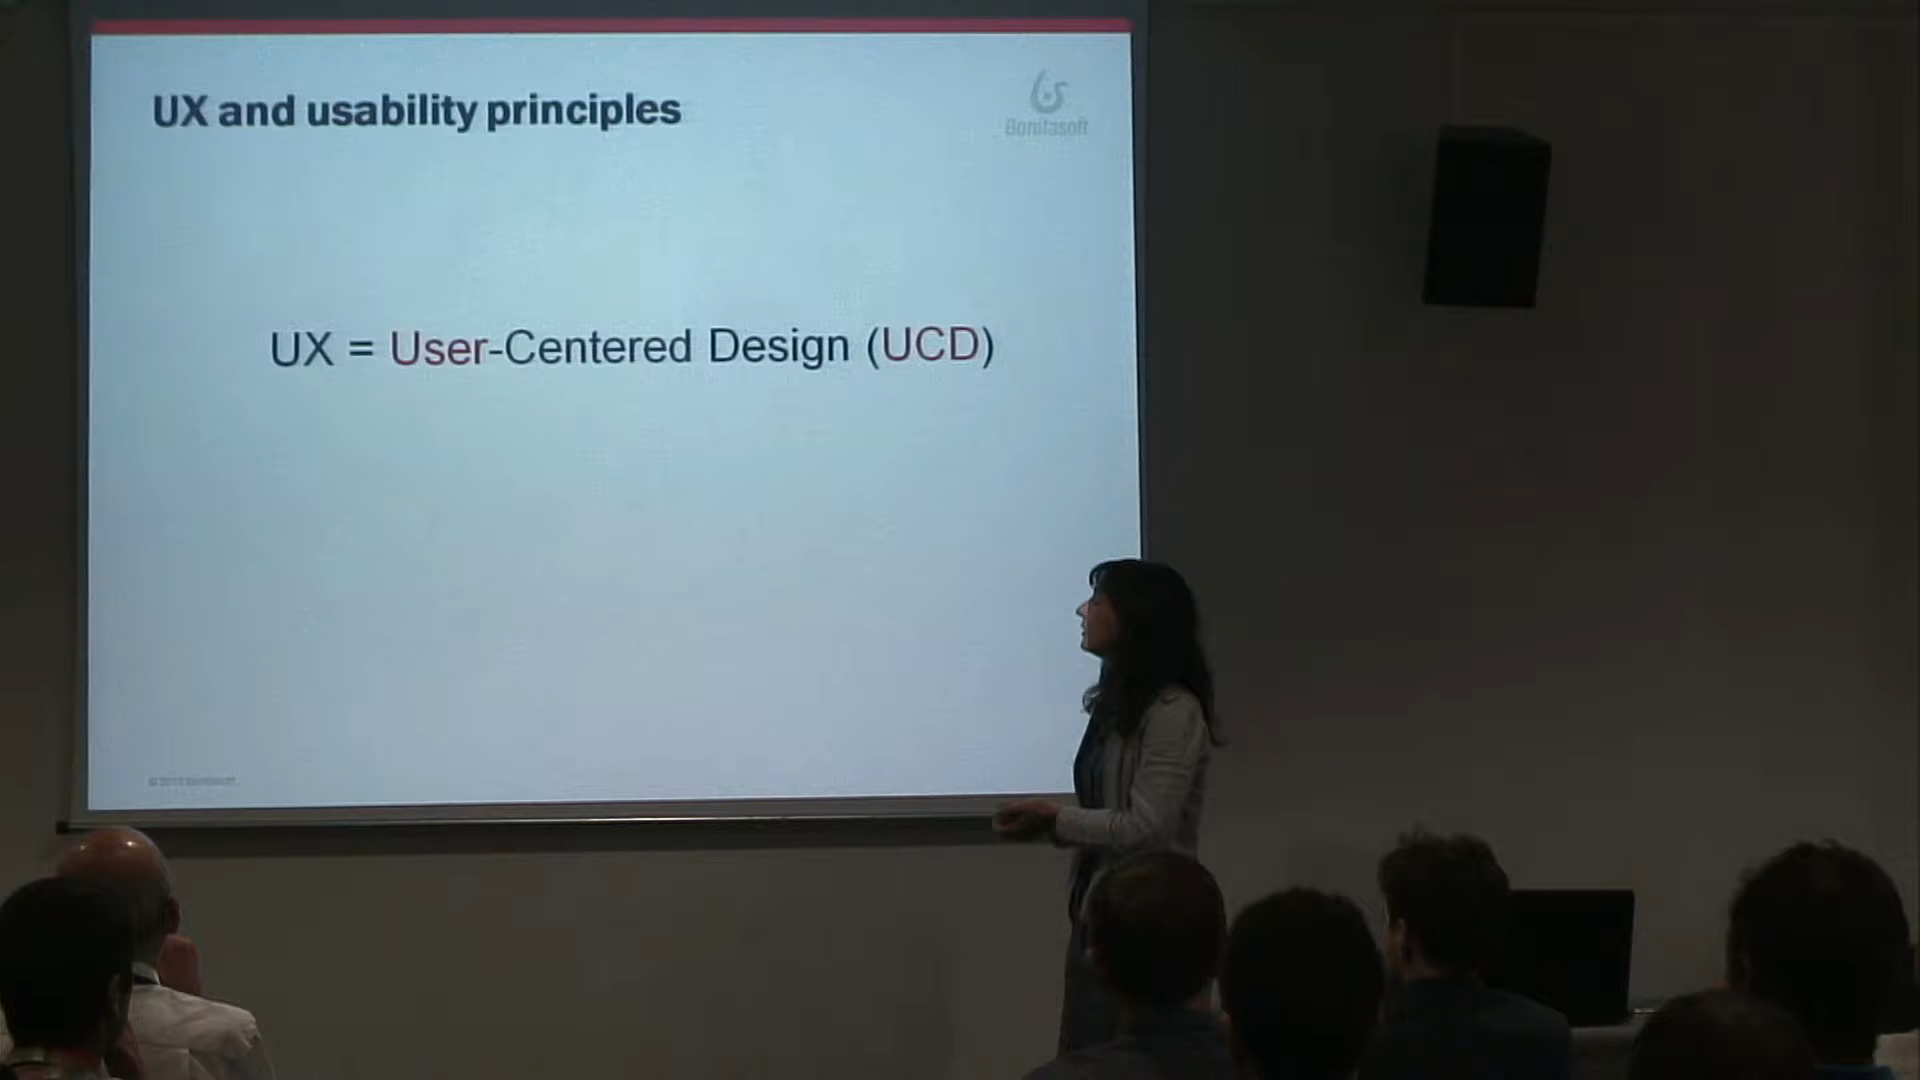 UX and usability principles
Bonitasoft
UX = User-Centered Design (UCD)